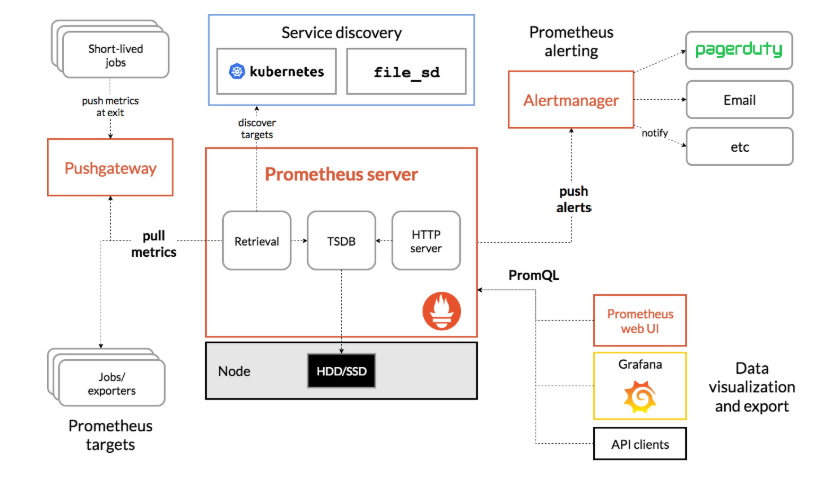 Short-lived
jobs
push metrics
at exit
Pushgateway
Service discovery
kubernetes
file_sd
discover
targets
Prometheus
alerting
Alertmanager
pagerduty
Email
notify
etc
Prometheus server
Retrieval
TSDB
HTTP
server
pull
metrics
push
alerts
PromQL
Node
HDD/SSD
Jobs/
exporters
Prometheus
targets
Prometheus
web UI
Grafana
API clients
Data
visualization
and export